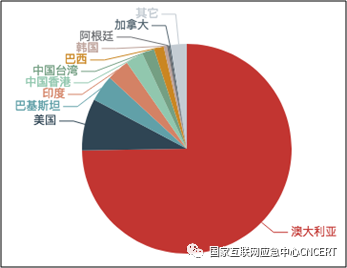 其它
加拿大
阿根廷
韩国
巴西
中国台湾
中国香港
印度
巴基斯坦
美国
澳大利亚
国家互联网应急中心CNCERT